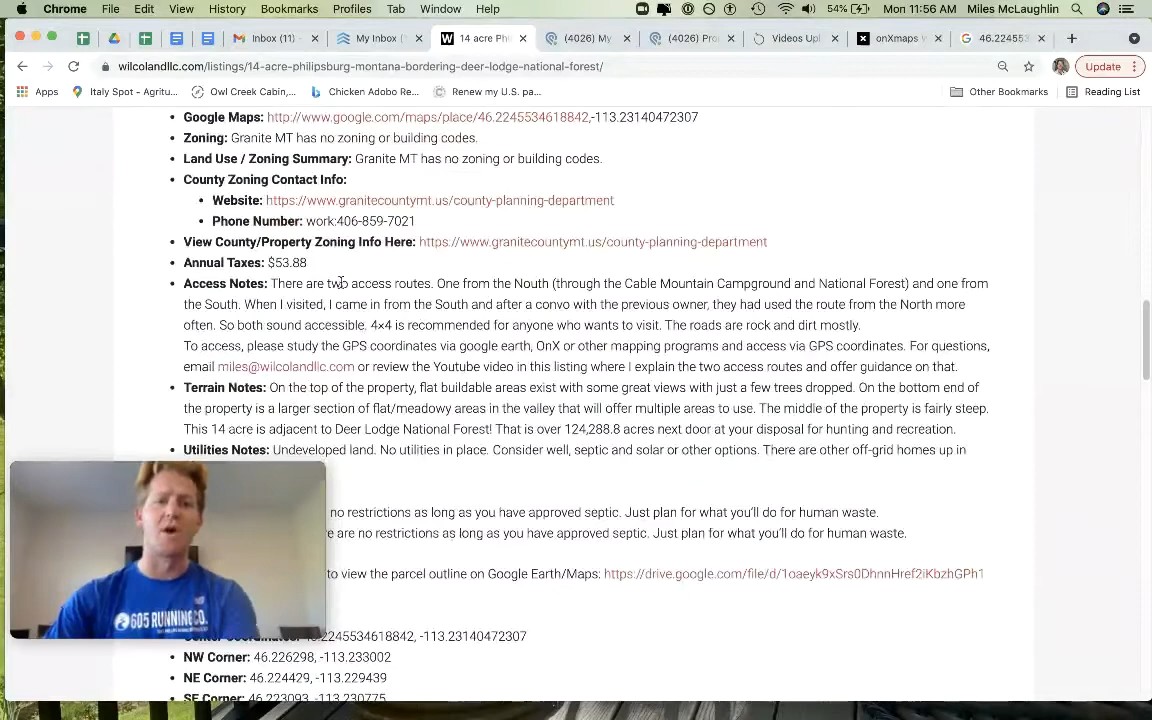 Chrome File Edit View History Bookmarks Profiles Tab Window Help 54% Mon 11:56 AM Miles McLaughlin
Inbox (11) My Inbox ( 14 acre Ph (4026) My (4026) Pro Videos Upl onXmaps v 46.22455
wilcolandllc.com/listings/14-acre-philipsburg-montana-bordering-deer-lodge-national-forest/ Update
Apps Italy Spot - Agritu... Owl Creek Cabin,... Chicken Adobo Re... Renew my U.S. pa... Other Bookmarks Reading List
• Google Maps: http://www.google.com/maps/place/46.2245534618842,-113.23140472307
• Zoning: Granite MT has no zoning or building codes.
• Land Use / Zoning Summary: Granite MT has no zoning or building codes.
• County Zoning Contact Info:
• Website: https://www.granitecountymt.us/county-planning-department
• Phone Number: work:406-859-7021
• View County/Property Zoning Info Here: https://www.granitecountymt.us/county-planning-department
• Annual Taxes: $53.88
• Access Notes: There are two access routes. One from the Nouth (through the Cable Mountain Campground and National Forest) and one from
the South. When I visited, I came in from the South and after a convo with the previous owner, they had used the route from the North more
often. So both sound accessible. 4×4 is recommended for anyone who wants to visit. The roads are rock and dirt mostly.
To access, please study the GPS coordinates via google earth, OnX or other mapping programs and access via GPS coordinates. For questions,
email miles@wilcolandllc.com or review the Youtube video in this listing where I explain the two access routes and offer guidance on that.
• Terrain Notes: On the top of the property, flat buildable areas exist with some great views with just a few trees dropped. On the bottom end of
the property is a larger section of flat/meadowy areas in the valley that will offer multiple areas to use. The middle of the property is fairly steep.
This 14 acre is adjacent to Deer Lodge National Forest! That is over 124,288.8 acres next door at your disposal for hunting and recreation.
• Utilities Notes: Undeveloped land. No utilities in place. Consider well, septic and solar or other options. There are other off-grid homes up in
no restrictions as long as you have approved septic. Just plan for what you'll do for human waste.
re are no restrictions as long as you have approved septic. Just plan for what you'll do for human waste.
to view the parcel outline on Google Earth/Maps: https://drive.google.com/file/d/1oaeyk9xSrs0DhnnHref2iKbzhGPh1
605 RUNNING CO.
Center Coordinates: 46.2245534618842, -113.23140472307
• NW Corner: 46.226298, -113.233002
• NE Corner: 46.224429, -113.229439
• SE Corner: 46.223093, -113.230775